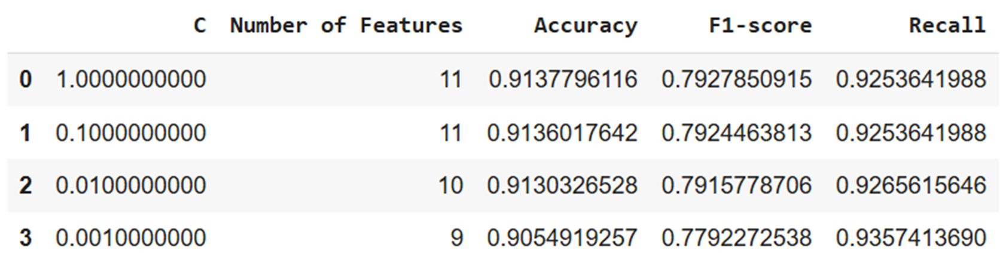 C Number of Features Accuracy F1-score Recall
0 1.0000000000 11 0.9137796116 0.7927850915 0.9253641988
1 0.1000000000 11 0.9136017642 0.7924463813 0.9253641988
2 0.0100000000 10 0.9130326528 0.7915778706 0.9265615646
3 0.0010000000 9 0.9054919257 0.7792272538 0.9357413690